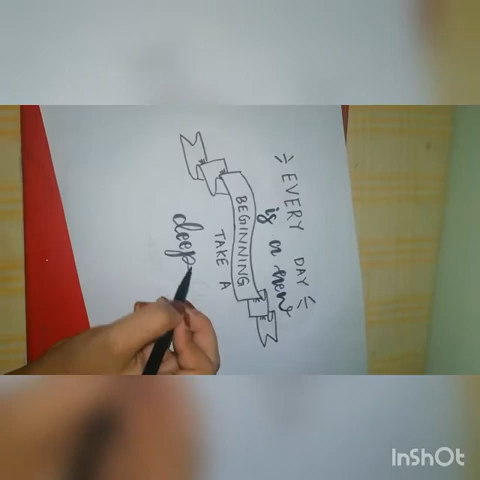 EVERY DAY
is a new
BEGINNING
TAKE A
deep
InShOt